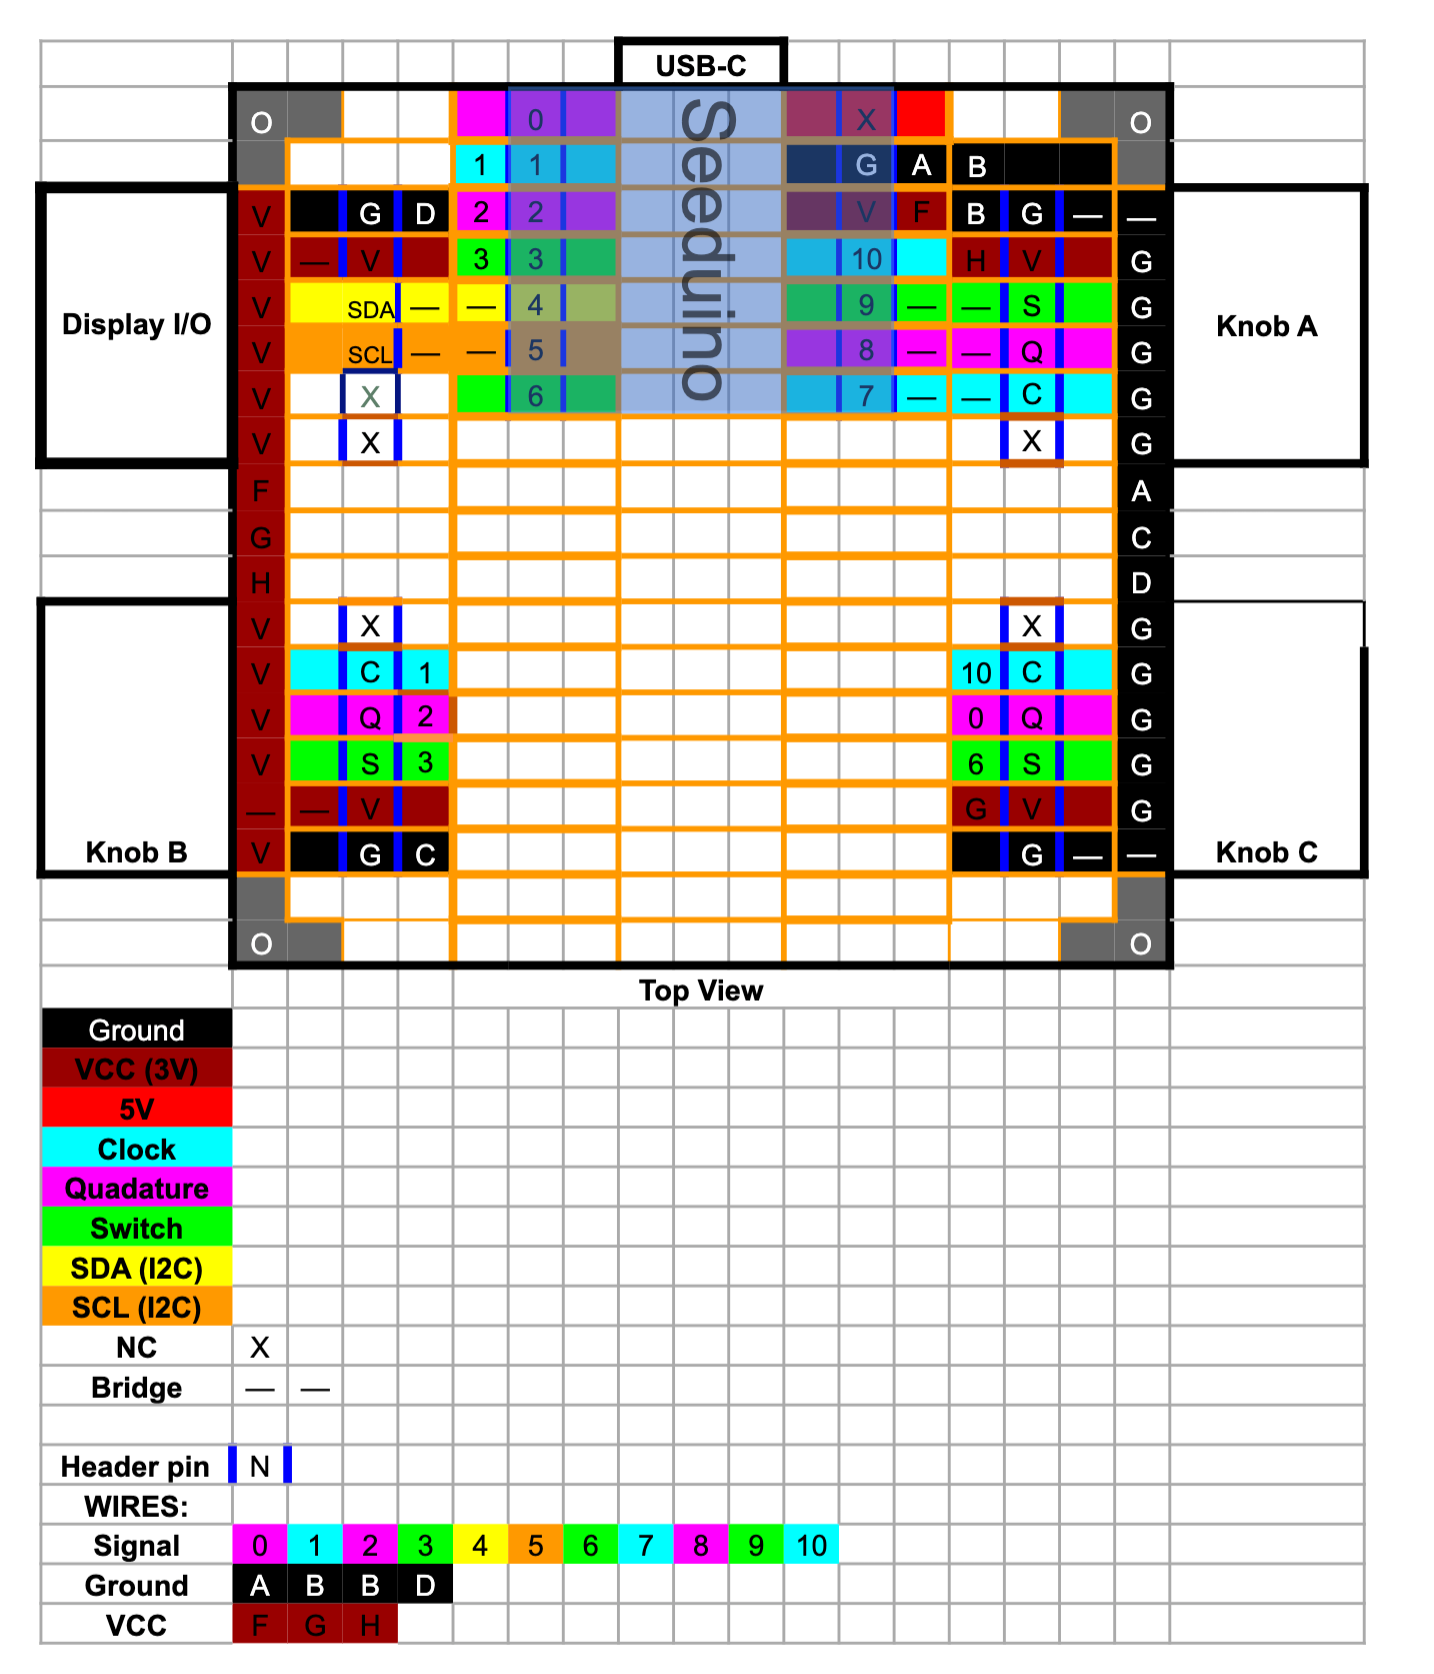 USB-C
O 0 X O
1 1 G A B
V G D 2 2 V F B G — —
V — V 3 3 10 H V G
V SDA — — 4 9 — — S G
V SCL — — 5 8 — — Q G
V X 6 7 — — C G
V X X G
F A
G C
H D
V X X G
V C 1 10 C G
V Q 2 0 Q G
V S 3 6 S G
— — V G V G
V G C G — —
O O
Seeduino
Display I/O
Knob A
Knob B
Knob C
Top View
Ground
VCC (3V)
5V
Clock
Quadature
Switch
SDA (I2C)
SCL (I2C)
NC X
Bridge — —
Header pin N
WIRES:
Signal 0 1 2 3 4 5 6 7 8 9 10
Ground A B B D
VCC F G H